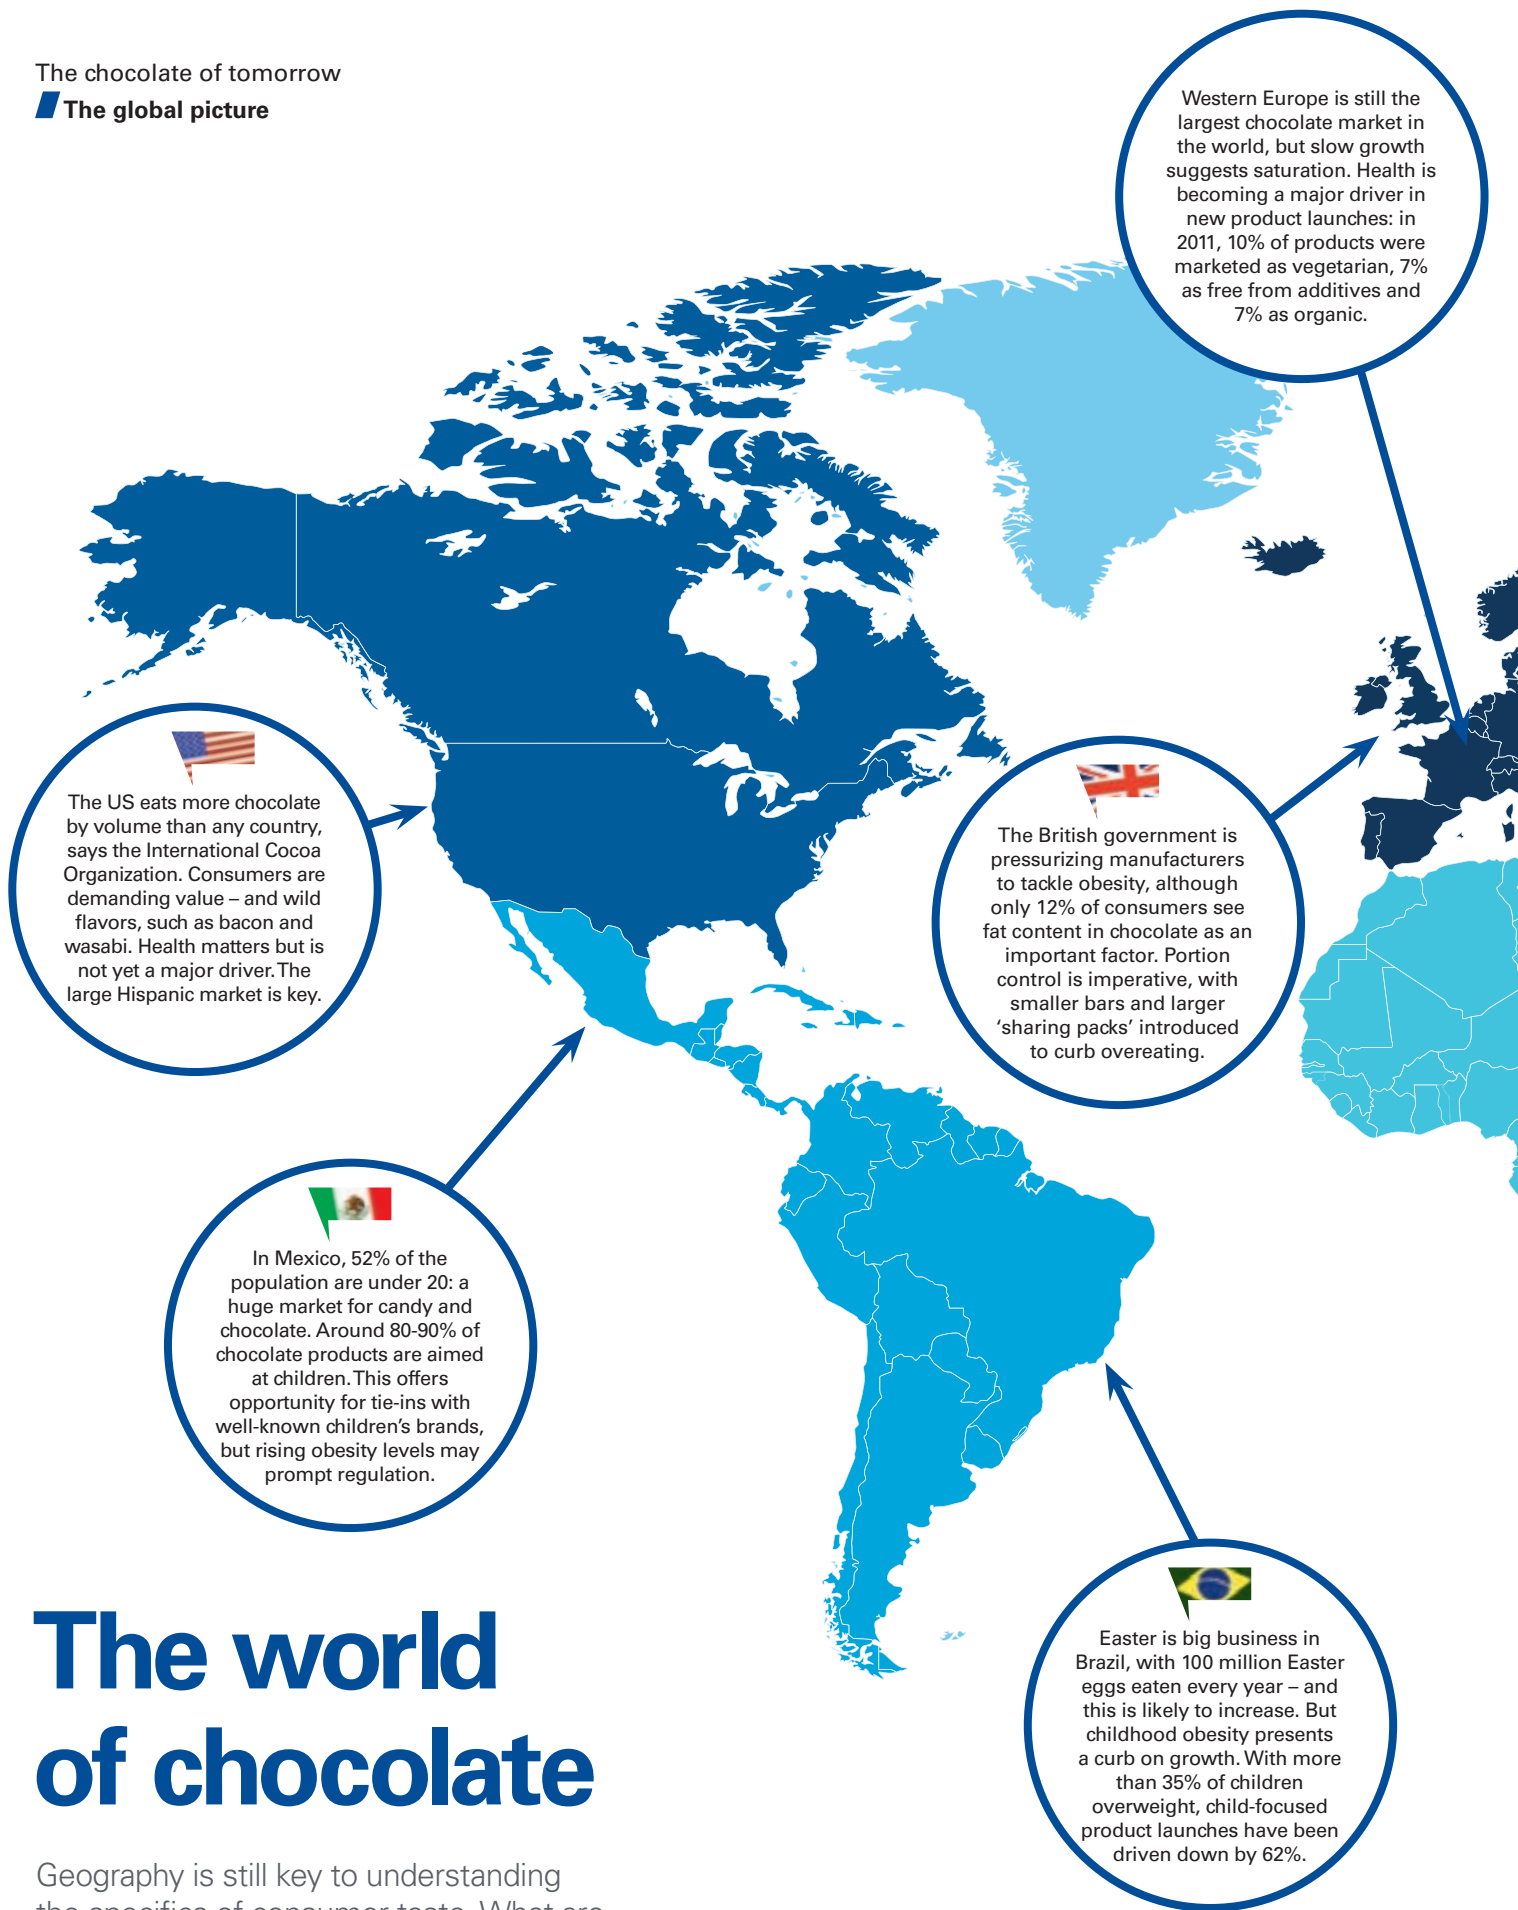 The chocolate of tomorrow
The global picture
Western Europe is still the
largest chocolate market in
the world, but slow growth
suggests saturation. Health is
becoming a major driver in
new product launches: in
2011, 10% of products were
marketed as vegetarian, 7%
as free from additives and
7% as organic.
The US eats more chocolate
by volume than any country,
says the International Cocoa
Organization. Consumers are
demanding value – and wild
flavors, such as bacon and
wasabi. Health matters but is
not yet a major driver. The
large Hispanic market is key.
The British government is
pressurizing manufacturers
to tackle obesity, although
only 12% of consumers see
fat content in chocolate as an
important factor. Portion
control is imperative, with
smaller bars and larger
‘sharing packs’ introduced
to curb overeating.
In Mexico, 52% of the
population are under 20: a
huge market for candy and
chocolate. Around 80-90% of
chocolate products are aimed
at children. This offers
opportunity for tie-ins with
well-known children’s brands,
but rising obesity levels may
prompt regulation.
Easter is big business in
Brazil, with 100 million Easter
eggs eaten every year – and
this is likely to increase. But
childhood obesity presents
a curb on growth. With more
than 35% of children
overweight, child-focused
product launches have been
driven down by 62%.
The world
of chocolate
Geography is still key to understanding
the specifics of consumer taste. What are